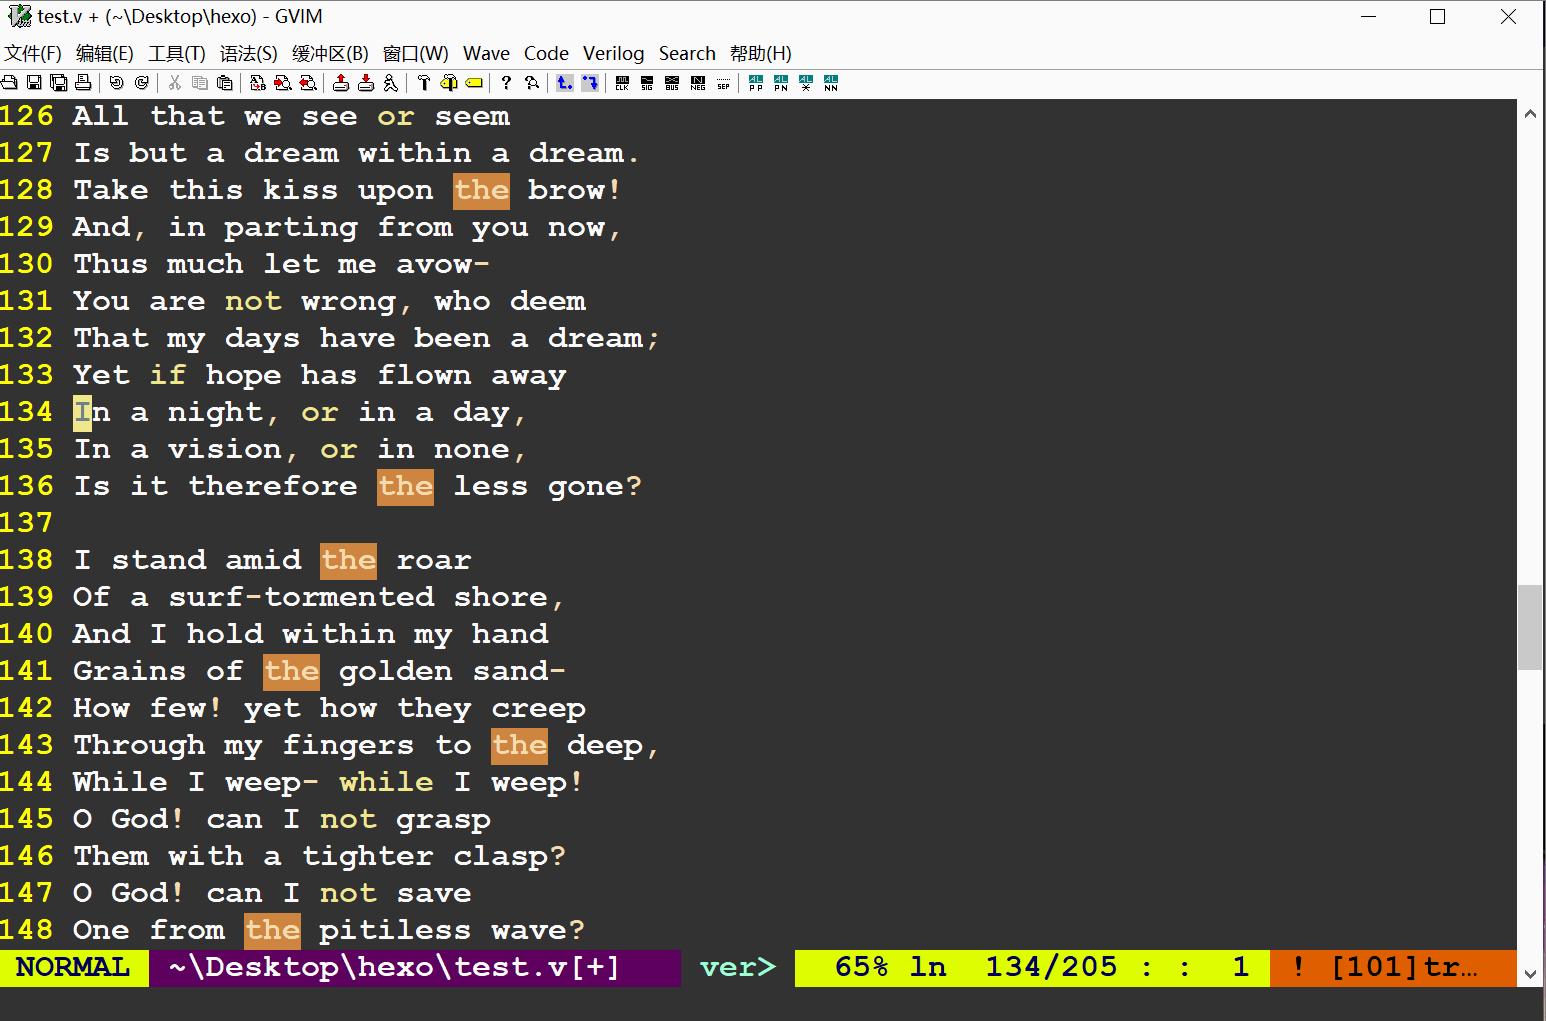 test.v + (~\Desktop\hexo) - GVIM
文件(F) 编辑(E) 工具(T) 语法(S) 缓冲区(B) 窗口(W) Wave Code Verilog Search 帮助(H)
CLK SIG BUS NEG SEP PP PN NN
126 All that we see or seem
127 Is but a dream within a dream.
128 Take this kiss upon the brow!
129 And, in parting from you now,
130 Thus much let me avow-
131 You are not wrong, who deem
132 That my days have been a dream;
133 Yet if hope has flown away
134 In a night, or in a day,
135 In a vision, or in none,
136 Is it therefore the less gone?
137
138 I stand amid the roar
139 Of a surf-tormented shore,
140 And I hold within my hand
141 Grains of the golden sand-
142 How few! yet how they creep
143 Through my fingers to the deep,
144 While I weep- while I weep!
145 O God! can I not grasp
146 Them with a tighter clasp?
147 O God! can I not save
148 One from the pitiless wave?
NORMAL ~\Desktop\hexo\test.v[+] ver> 65% ln 134/205 : : 1 ! [101]tr…